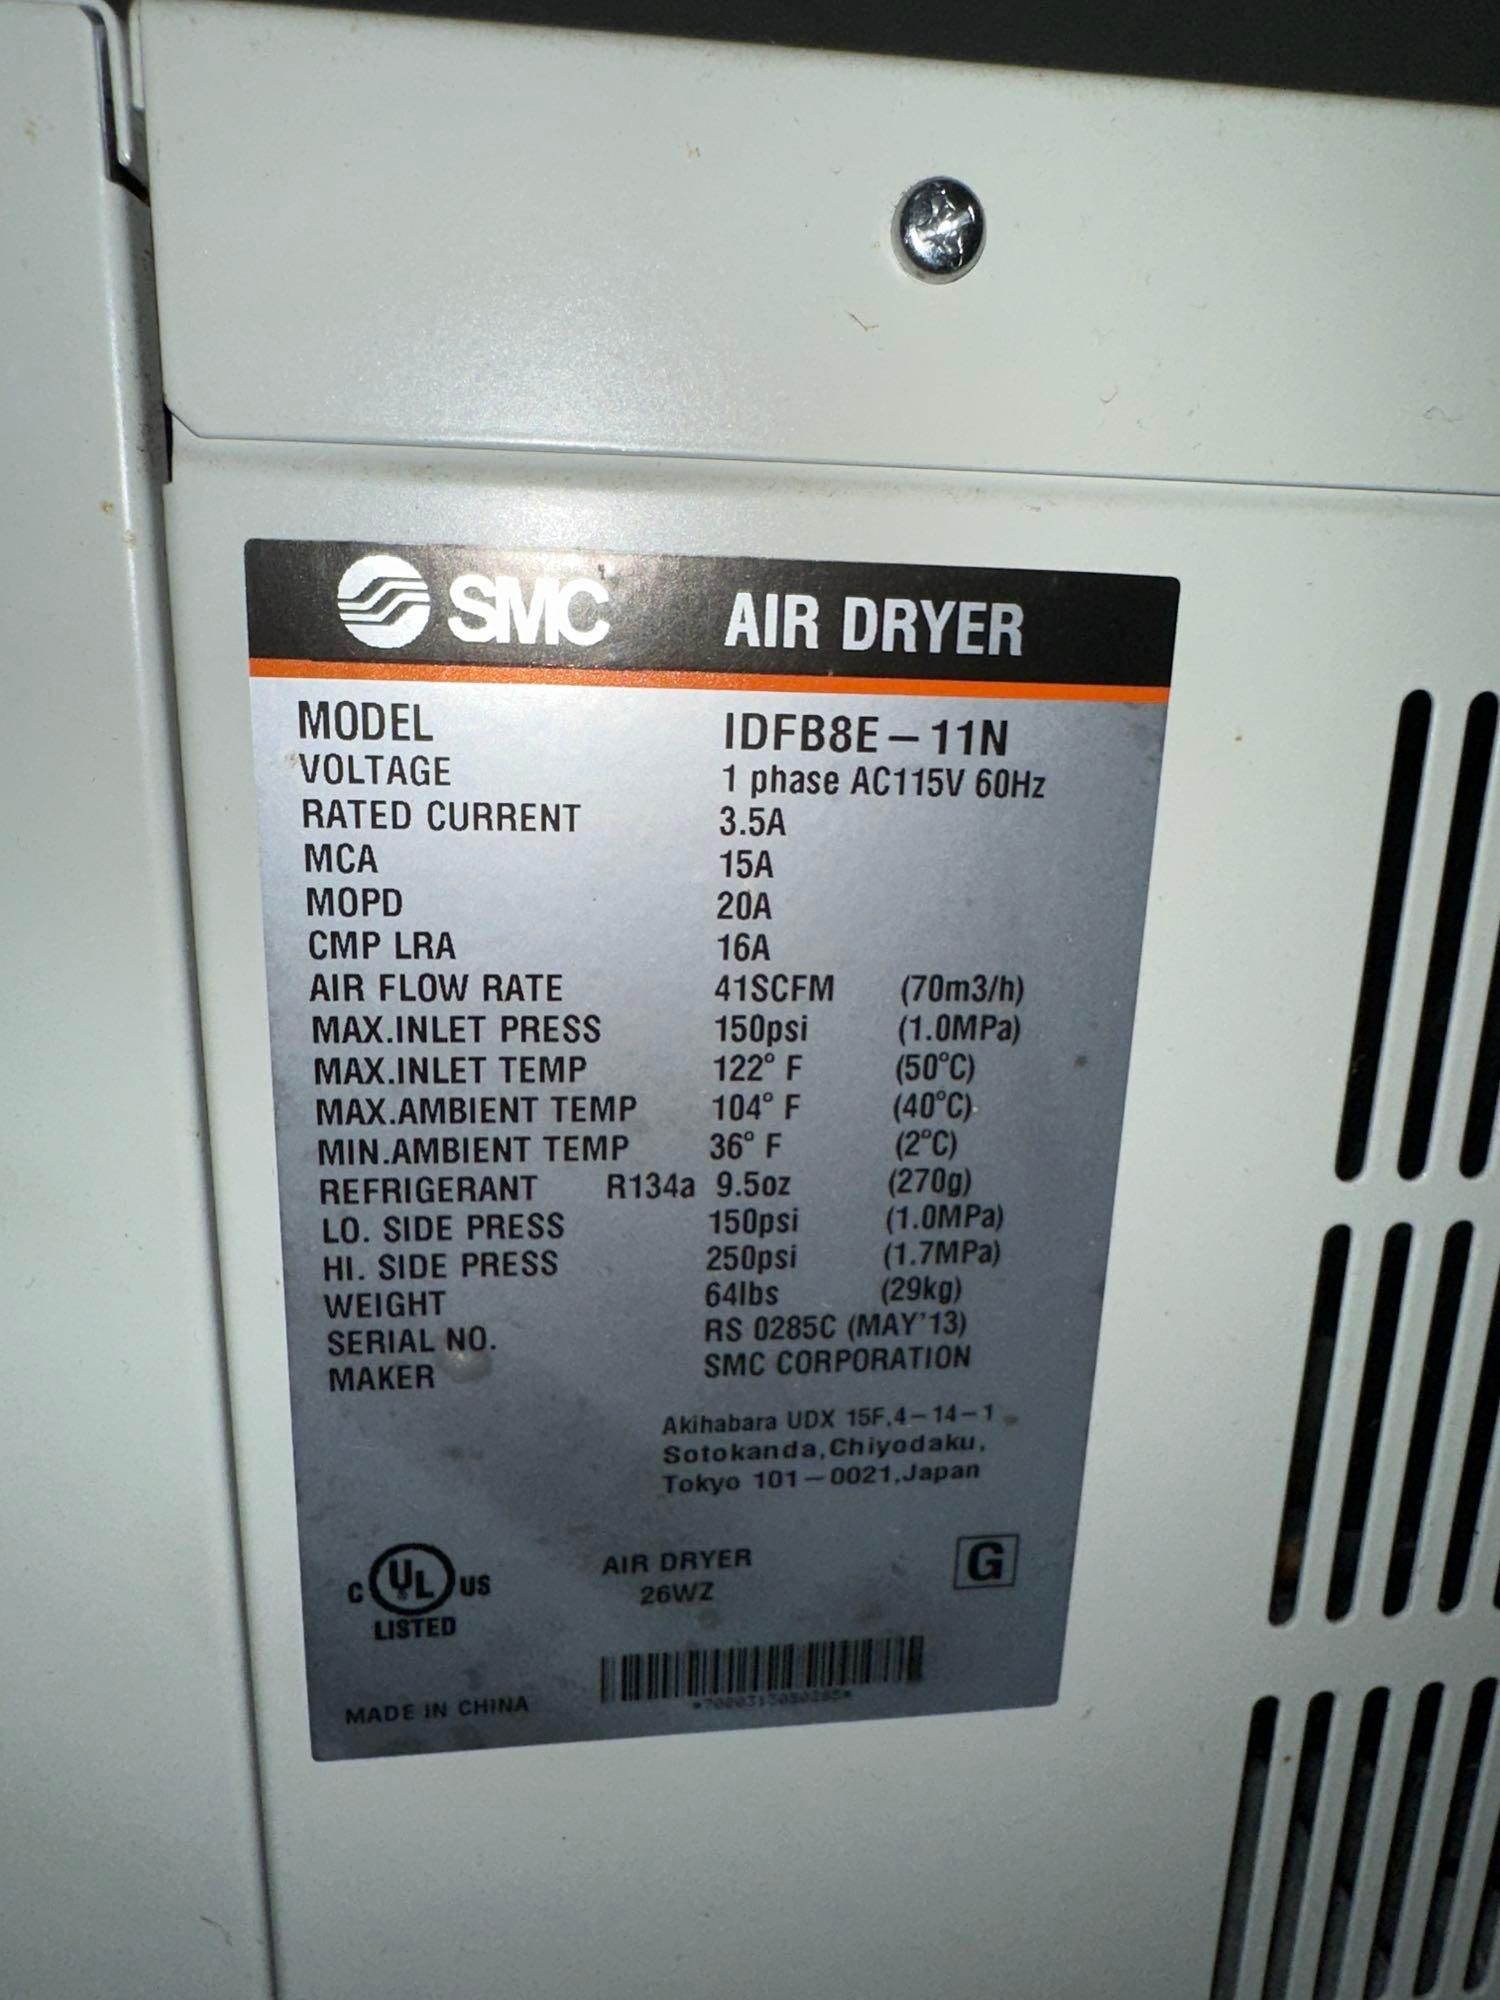 SMC AIR DRYER
MODEL IDFB8E-11N
VOLTAGE 1 phase AC115V 60Hz
RATED CURRENT 3.5A
MCA 15A
MOPD 20A
CMP LRA 16A
AIR FLOW RATE 41SCFM (70m3/h)
MAX.INLET PRESS 150psi (1.0MPa)
MAX.INLET TEMP 122°F (50°C)
MAX.AMBIENT TEMP 104°F (40°C)
MIN.AMBIENT TEMP 36°F (2°C)
REFRIGERANT R134a 9.5oz (270g)
LO. SIDE PRESS 150psi (1.0MPa)
HI. SIDE PRESS 250psi (1.7MPa)
WEIGHT 64lbs (29kg)
SERIAL NO. RS 0285C (MAY'13)
MAKER SMC CORPORATION
Akihabara UDX 15F,4-14-1
Sotokanda,Chiyodaku,
Tokyo 101-0021,Japan
C UL US
LISTED
AIR DRYER
26WZ
G
MADE IN CHINA